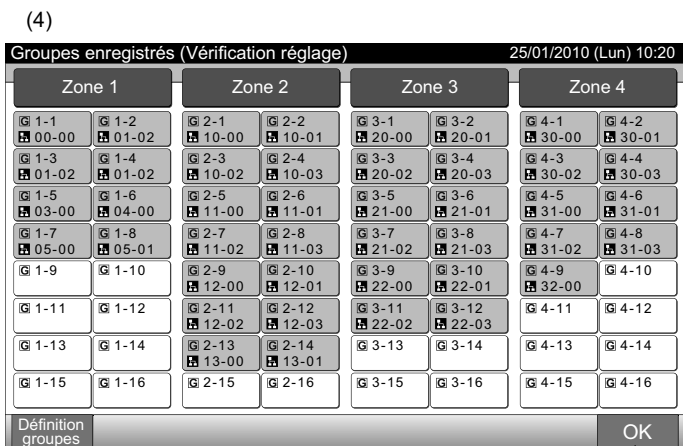 (4)
Groupes enregistrés (Vérification réglage) 25/01/2010 (Lun) 10:20
Zone 1 Zone 2 Zone 3 Zone 4
G 1-1 G 1-2 G 2-1 G 2-2 G 3-1 G 3-2 G 4-1 G 4-2
00-00 01-02 10-00 10-01 20-00 20-01 30-00 30-01
G 1-3 G 1-4 G 2-3 G 2-4 G 3-3 G 3-4 G 4-3 G 4-4
01-02 01-02 10-02 10-03 20-02 20-03 30-02 30-03
G 1-5 G 1-6 G 2-5 G 2-6 G 3-5 G 3-6 G 4-5 G 4-6
03-00 04-00 11-00 11-01 21-00 21-01 31-00 31-01
G 1-7 G 1-8 G 2-7 G 2-8 G 3-7 G 3-8 G 4-7 G 4-8
05-00 05-01 11-02 11-03 21-02 21-03 31-02 31-03
G 1-9 G 1-10 G 2-9 G 2-10 G 3-9 G 3-10 G 4-9 G 4-10
12-00 12-01 22-00 22-01 32-00
G 1-11 G 1-12 G 2-11 G 2-12 G 3-11 G 3-12 G 4-11 G 4-12
12-02 12-03 22-02 22-03
G 1-13 G 1-14 G 2-13 G 2-14 G 3-13 G 3-14 G 4-13 G 4-14
13-00 13-01
G 1-15 G 1-16 G 2-15 G 2-16 G 3-15 G 3-16 G 4-15 G 4-16
Définition
groupes
OK